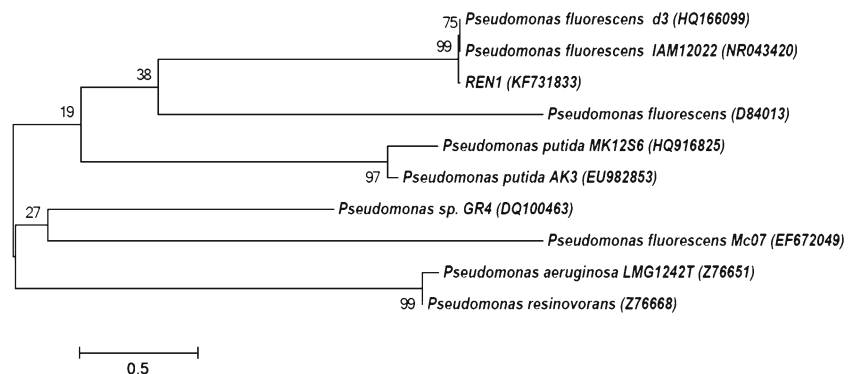 75
Pseudomonas fluorescens d3 (HQ166099)
99
Pseudomonas fluorescens IAM12022 (NR043420)
REN1 (KF731833)
38
Pseudomonas fluorescens (D84013)
19
Pseudomonas putida MK12S6 (HQ916825)
97
Pseudomonas putida AK3 (EU982853)
27
Pseudomonas sp. GR4 (DQ100463)
Pseudomonas fluorescens Mc07 (EF672049)
Pseudomonas aeruginosa LMG1242T (Z76651)
99
Pseudomonas resinovorans (Z76668)
0.5